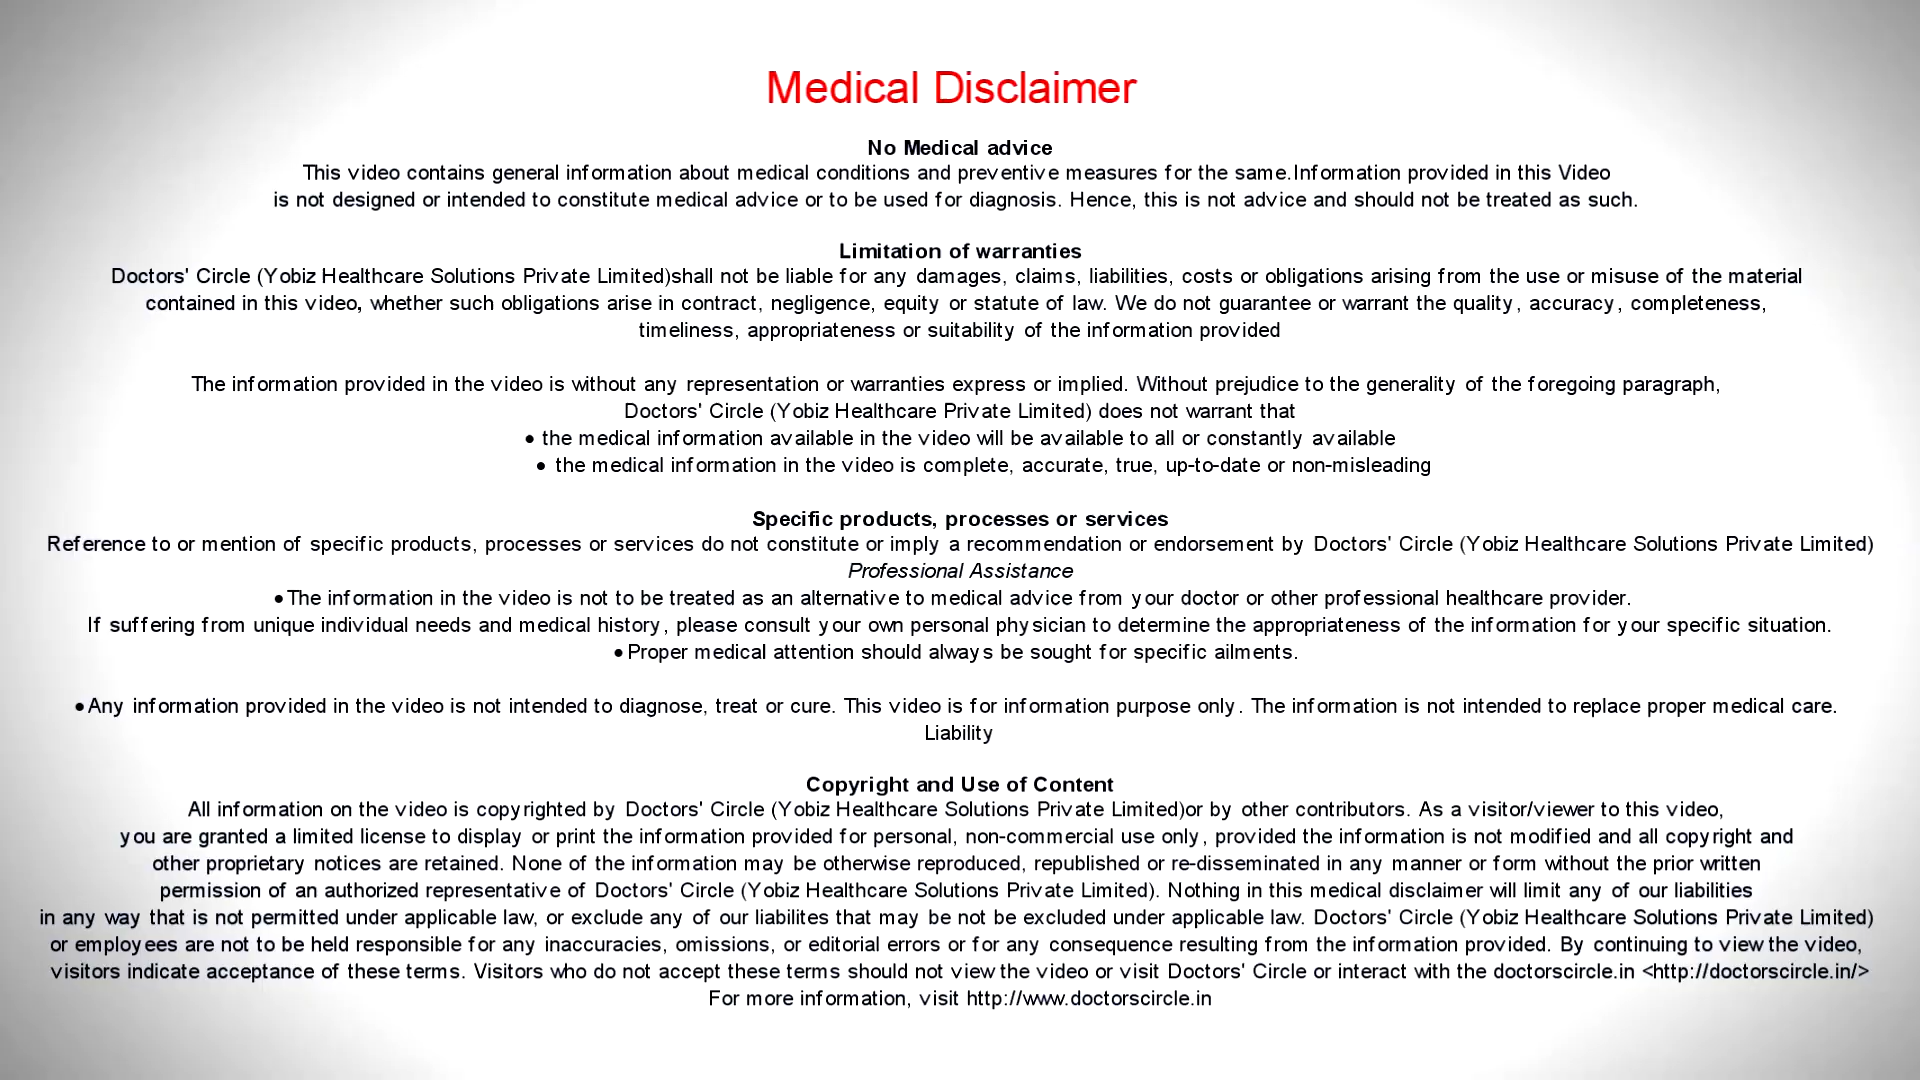 Medical Disclaimer
No Medical advice
This video contains general information about medical conditions and preventive measures for the same.Information provided in this Video
is not designed or intended to constitute medical advice or to be used for diagnosis. Hence, this is not advice and should not be treated as such.
Limitation of warranties
Doctors' Circle (Yobiz Healthcare Solutions Private Limited)shall not be liable for any damages, claims, liabilities, costs or obligations arising from the use or misuse of the material
contained in this video, whether such obligations arise in contract, negligence, equity or statute of law. We do not guarantee or warrant the quality, accuracy, completeness,
timeliness, appropriateness or suitability of the information provided
The information provided in the video is without any representation or warranties express or implied. Without prejudice to the generality of the foregoing paragraph,
Doctors' Circle (Yobiz Healthcare Private Limited) does not warrant that
• the medical information available in the video will be available to all or constantly available
• the medical information in the video is complete, accurate, true, up-to-date or non-misleading
Specific products, processes or services
Reference to or mention of specific products, processes or services do not constitute or imply a recommendation or endorsement by Doctors' Circle (Yobiz Healthcare Solutions Private Limited)
Professional Assistance
•The information in the video is not to be treated as an alternative to medical advice from your doctor or other professional healthcare provider.
If suffering from unique individual needs and medical history, please consult your own personal physician to determine the appropriateness of the information for your specific situation.
•Proper medical attention should always be sought for specific ailments.
•Any information provided in the video is not intended to diagnose, treat or cure. This video is for information purpose only. The information is not intended to replace proper medical care.
Liability
Copyright and Use of Content
All information on the video is copyrighted by Doctors' Circle (Yobiz Healthcare Solutions Private Limited)or by other contributors. As a visitor/viewer to this video,
you are granted a limited license to display or print the information provided for personal, non-commercial use only, provided the information is not modified and all copyright and
other proprietary notices are retained. None of the information may be otherwise reproduced, republished or re-disseminated in any manner or form without the prior written
permission of an authorized representative of Doctors' Circle (Yobiz Healthcare Solutions Private Limited). Nothing in this medical disclaimer will limit any of our liabilities
in any way that is not permitted under applicable law, or exclude any of our liabilites that may be not be excluded under applicable law. Doctors' Circle (Yobiz Healthcare Solutions Private Limited)
or employees are not to be held responsible for any inaccuracies, omissions, or editorial errors or for any consequence resulting from the information provided. By continuing to view the video,
visitors indicate acceptance of these terms. Visitors who do not accept these terms should not view the video or visit Doctors' Circle or interact with the doctorscircle.in <http://doctorscircle.in/>
For more information, visit http://www.doctorscircle.in